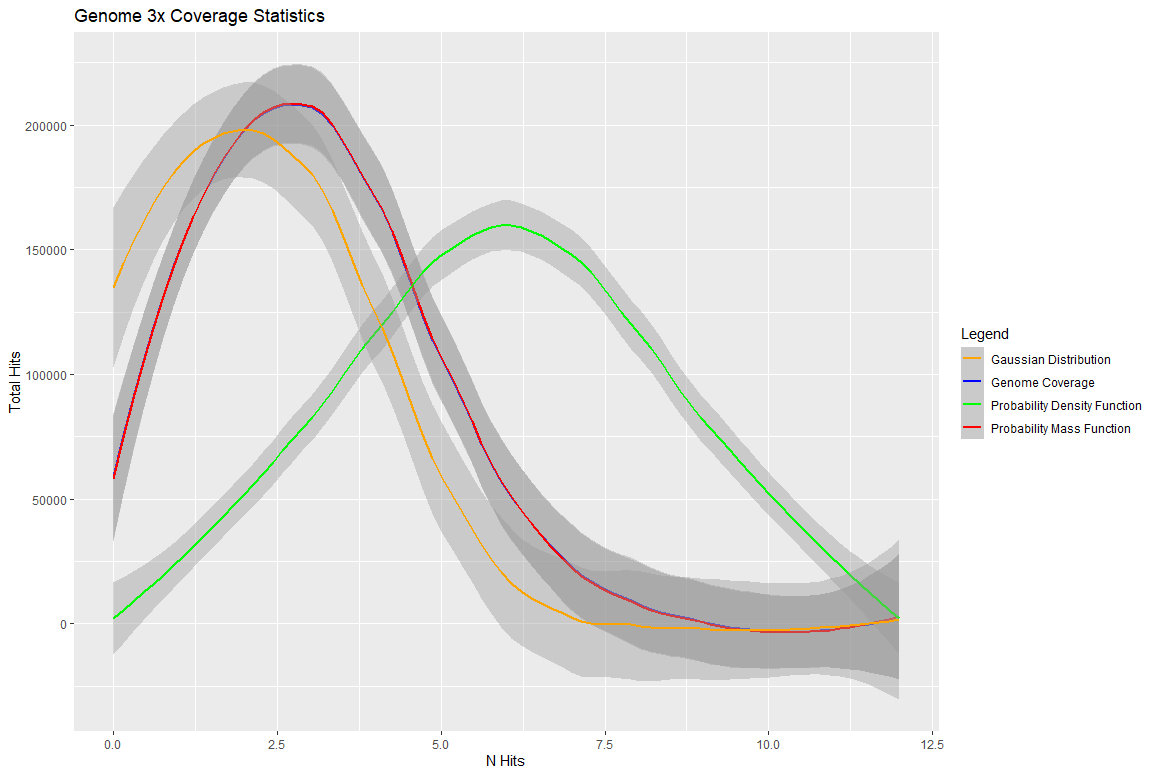 Genome 3x Coverage Statistics
Total Hits
200000
150000
100000
50000
0
0.0 2.5 5.0 7.5 10.0 12.5
N Hits
Legend
Gaussian Distribution
Genome Coverage
Probability Density Function
Probability Mass Function